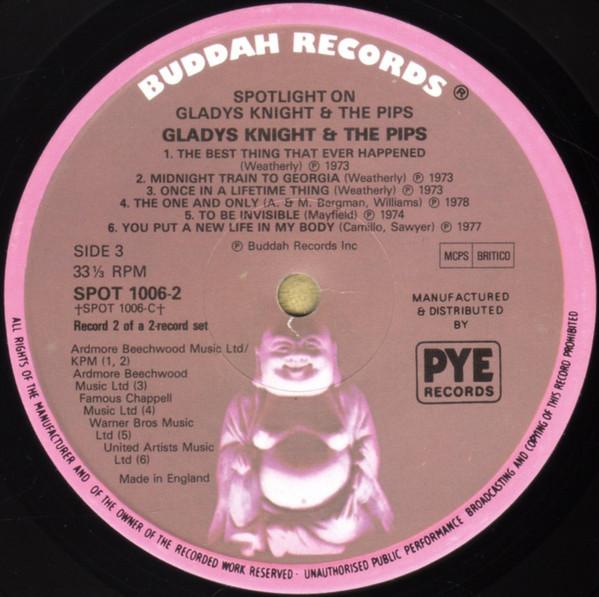 BUDDAH RECORDS ®
SPOTLIGHT ON
GLADYS KNIGHT & THE PIPS
GLADYS KNIGHT & THE PIPS
1. THE BEST THING THAT EVER HAPPENED
(Weatherly) ℗ 1973
2. MIDNIGHT TRAIN TO GEORGIA (Weatherly) ℗ 1973
3. ONCE IN A LIFETIME THING (Weatherly) ℗ 1973
4. THE ONE AND ONLY (A. & M. Bergman, Williams) ℗ 1978
5. TO BE INVISIBLE (Mayfield) ℗ 1974
6. YOU PUT A NEW LIFE IN MY BODY (Camillo, Sawyer) ℗ 1977
℗ Buddah Records Inc
SIDE 3
33⅓ RPM
MCPS BRITICO
SPOT 1006-2
†SPOT 1006-C†
Record 2 of a 2-record set
MANUFACTURED
& DISTRIBUTED
BY
PYE
RECORDS
Ardmore Beechwood Music Ltd/
KPM (1, 2)
Ardmore Beechwood
Music Ltd (3)
Famous Chappell
Music Ltd (4)
Warner Bros Music
Ltd (5)
United Artists Music
Ltd (6)
Made in England
ALL RIGHTS OF THE MANUFACTURER AND OF THE OWNER OF THE RECORDED WORK RESERVED · UNAUTHORISED PUBLIC PERFORMANCE BROADCASTING AND COPYING OF THIS RECORD PROHIBITED